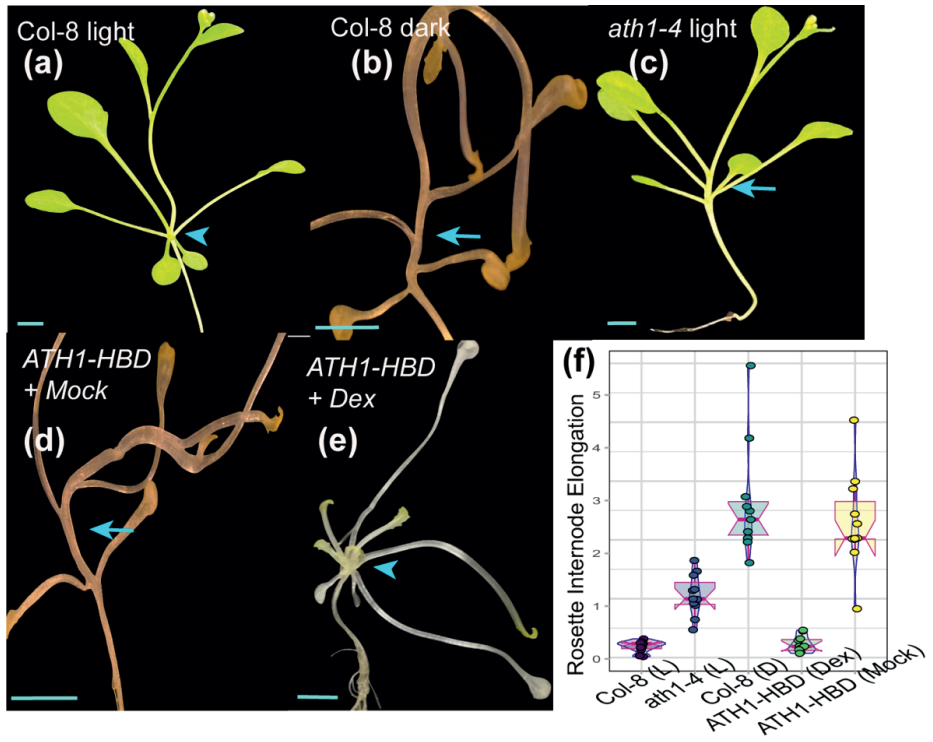 Col-8 light
(a)
Col-8 dark
(b)
ath1-4 light
(c)
ATH1-HBD
+ Mock
(d)
ATH1-HBD
+ Dex
(e)
(f)
Rosette Internode Elongation
5
4
3
2
1
0
Col-8 (L)
ath1-4 (L)
Col-8 (D)
ATH1-HBD (Dex)
ATH1-HBD (Mock)